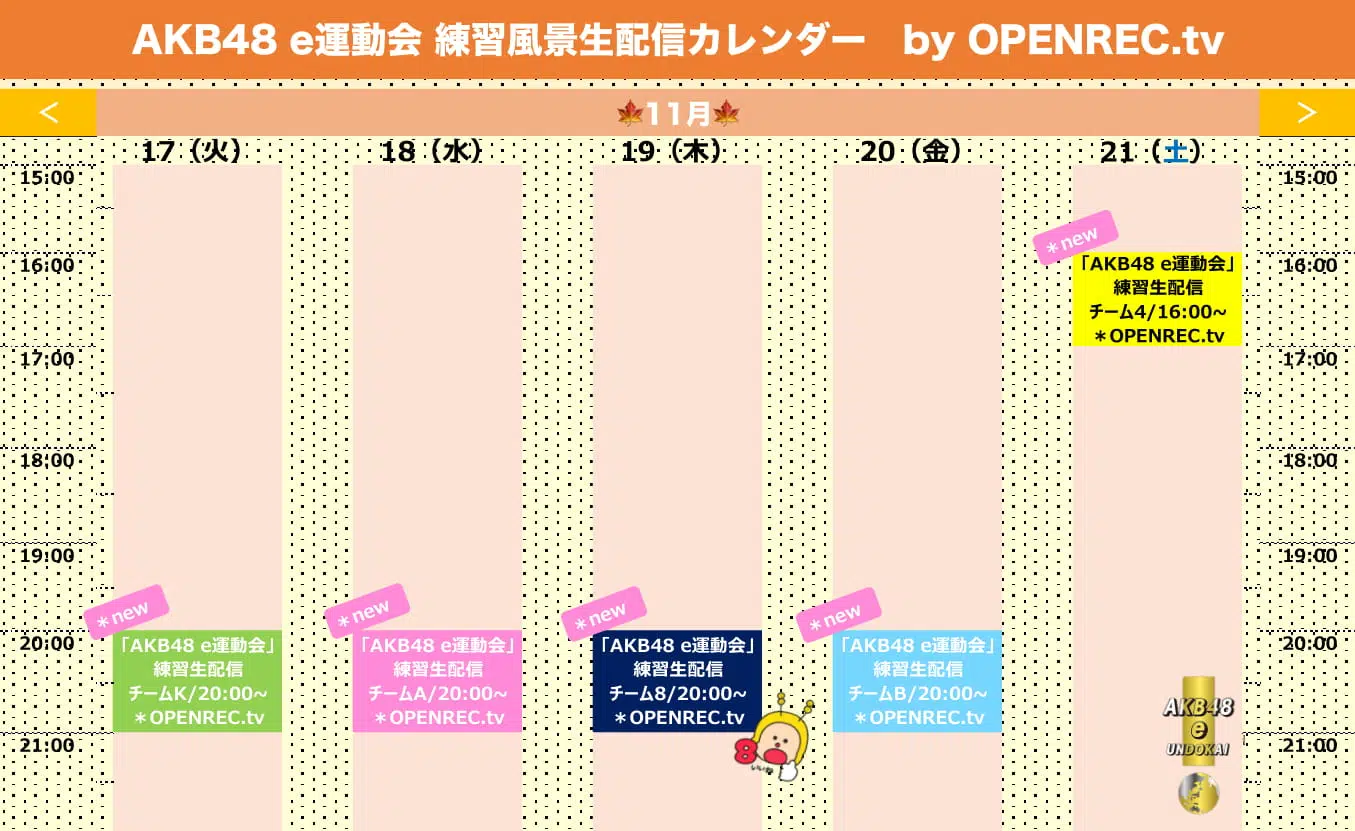 AKB48 e運動会 練習風景生配信カレンダー　by OPENREC.tv
＜
🍁11月🍁
＞
17（火）
18（水）
19（木）
20（金）
21（土）
15:00
15:00
＊new
16:00
「AKB48 e運動会」
練習生配信
チーム4/16:00~
＊OPENREC.tv
16:00
17:00
17:00
18:00
18:00
19:00
19:00
20:00
＊new
「AKB48 e運動会」
練習生配信
チームK/20:00~
＊OPENREC.tv
＊new
「AKB48 e運動会」
練習生配信
チームA/20:00~
＊OPENREC.tv
＊new
「AKB48 e運動会」
練習生配信
チーム8/20:00~
＊OPENREC.tv
8
＊new
「AKB48 e運動会」
練習生配信
チームB/20:00~
＊OPENREC.tv
20:00
AKB48
e
UNDOKAI
21:00
21:00